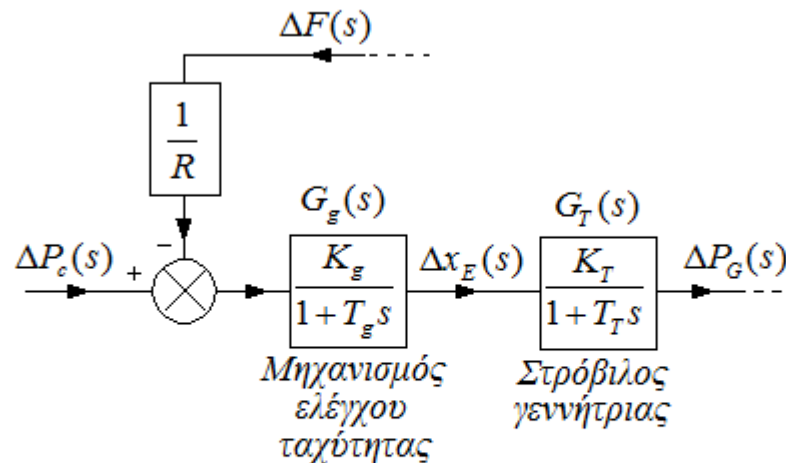 ΔF(s)
1
R
G_g(s)
G_T(s)
ΔP_c(s)
+
−
K_g
1+T_g s
Δx_E(s)
K_T
1+T_T s
ΔP_G(s)
Μηχανισμός
ελέγχου
ταχύτητας
Στρόβιλος
γεννήτριας